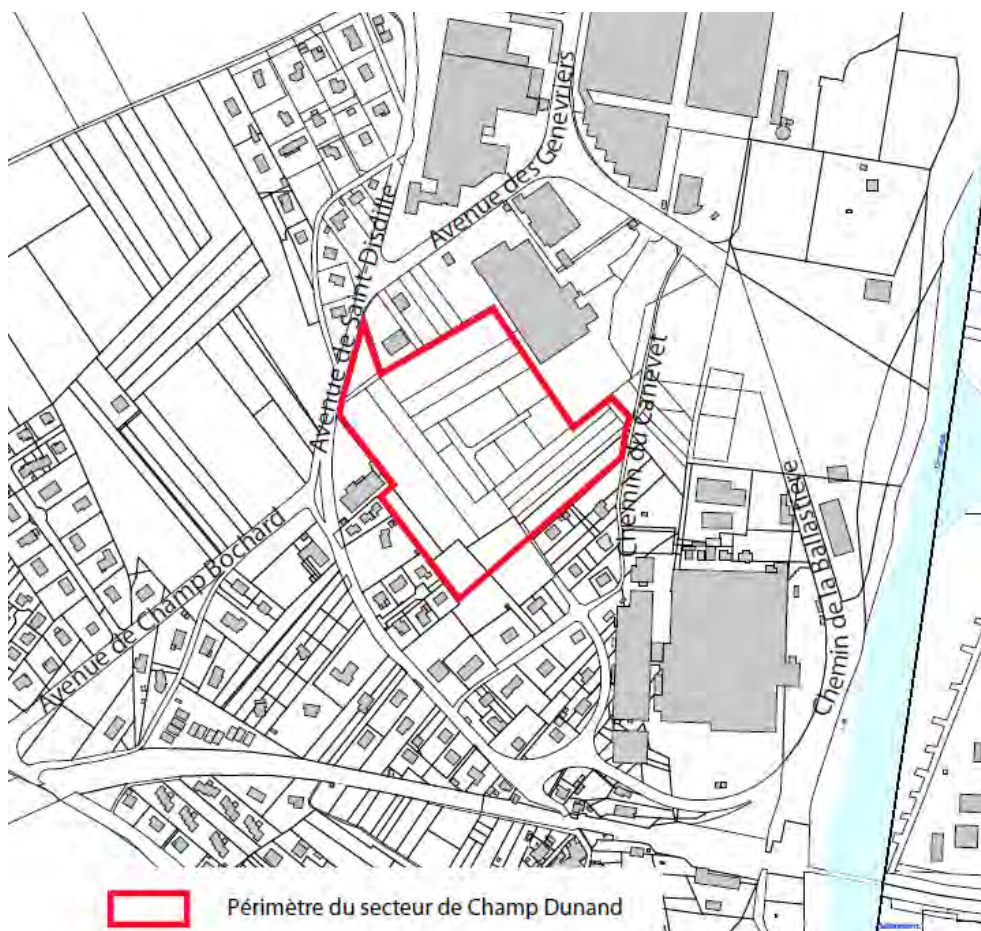 Avenue des Genevriers
Avenue de Saint-Disdille
Chemin du Canevet
Avenue de Champ Bochard
Chemin de la Ballastière
Périmètre du secteur de Champ Dunand